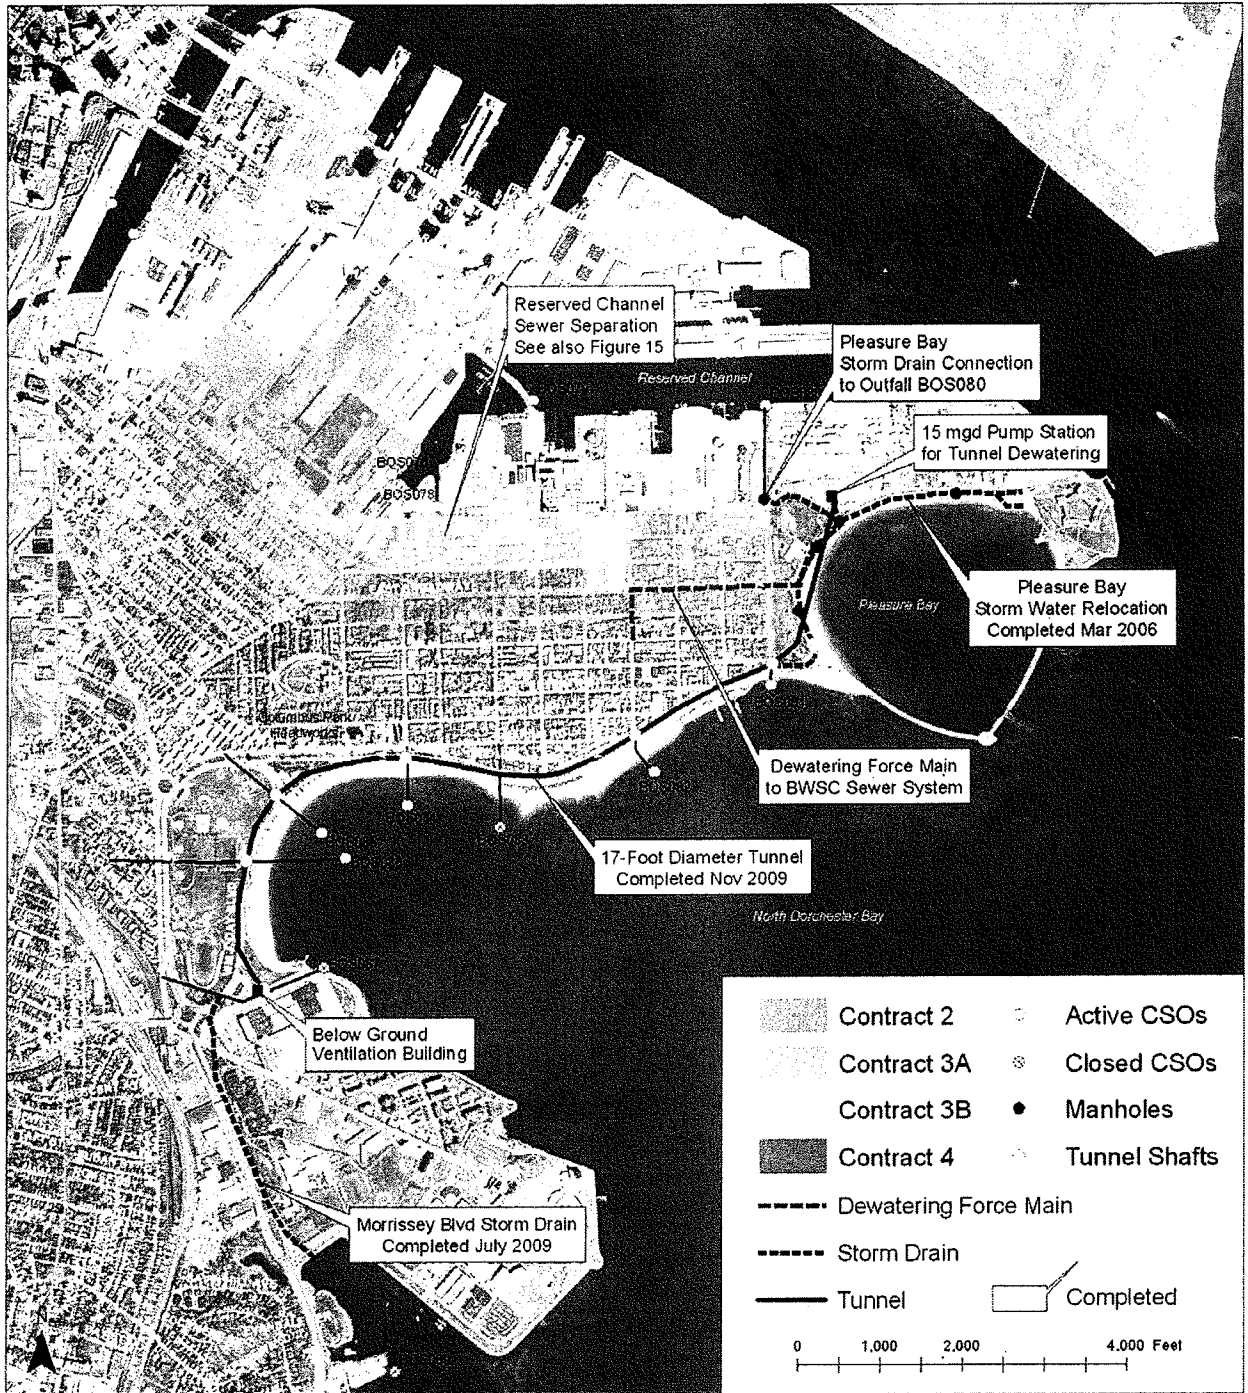 Reserved Channel
Sewer Separation
See also Figure 15
Reserved Channel
Pleasure Bay
Storm Drain Connection
to Outfall BOS080
15 mgd Pump Station
for Tunnel Dewatering
BOS078
Pleasure Bay
Pleasure Bay
Storm Water Relocation
Completed Mar 2006
Columbus Park
Headworks
Dewatering Force Main
to BWSC Sewer System
17-Foot Diameter Tunnel
Completed Nov 2009
North Dorchester Bay
Below Ground
Ventilation Building
Morrissey Blvd Storm Drain
Completed July 2009
Contract 2
Contract 3A
Contract 3B
Contract 4
Active CSOs
Closed CSOs
Manholes
Tunnel Shafts
Dewatering Force Main
Storm Drain
Tunnel
Completed
0 1,000 2,000 4,000 Feet